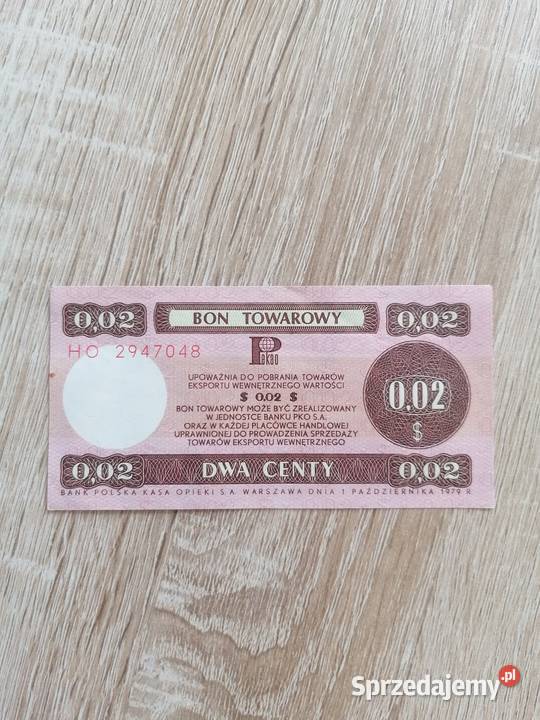 0,02 BON TOWAROWY 0,02
HO 2947048
Pekao
UPOWAŻNIA DO POBRANIA TOWARÓW
EKSPORTU WEWNĘTRZNEGO WARTOŚCI
$ 0,02 $
BON TOWAROWY MOŻE BYĆ ZREALIZOWANY
W JEDNOSTCE BANKU PKO S.A.
ORAZ W KAŻDEJ PLACÓWCE HANDLOWEJ
UPRAWNIONEJ DO PROWADZENIA SPRZEDAŻY
TOWARÓW EKSPORTU WEWNĘTRZNEGO
0,02
$
0,02 DWA CENTY 0,02
BANK POLSKA KASA OPIEKI S.A. WARSZAWA DNIA 1 PAŹDZIERNIKA 1979 R.
Sprzedajemy.pl